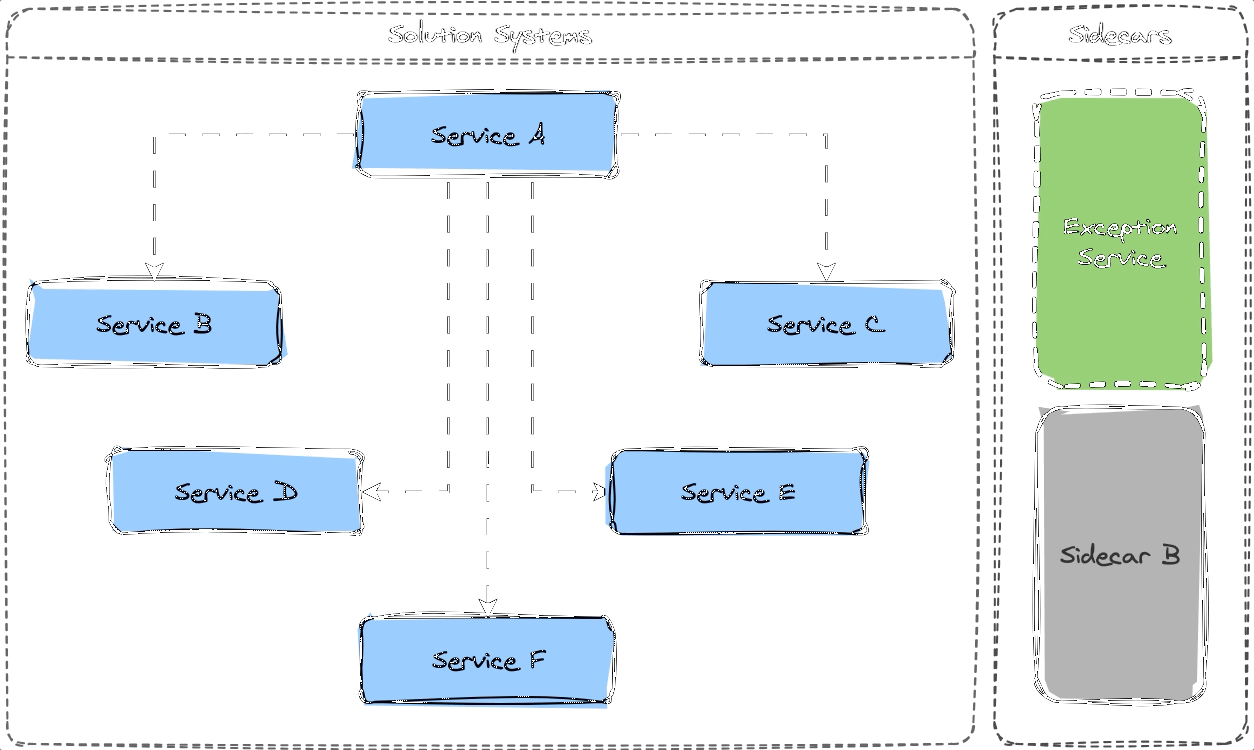 Solution Systems
Sidecars
Service A
Exception
Service
Service B
Service C
Service D
Service E
Sidecar B
Service F